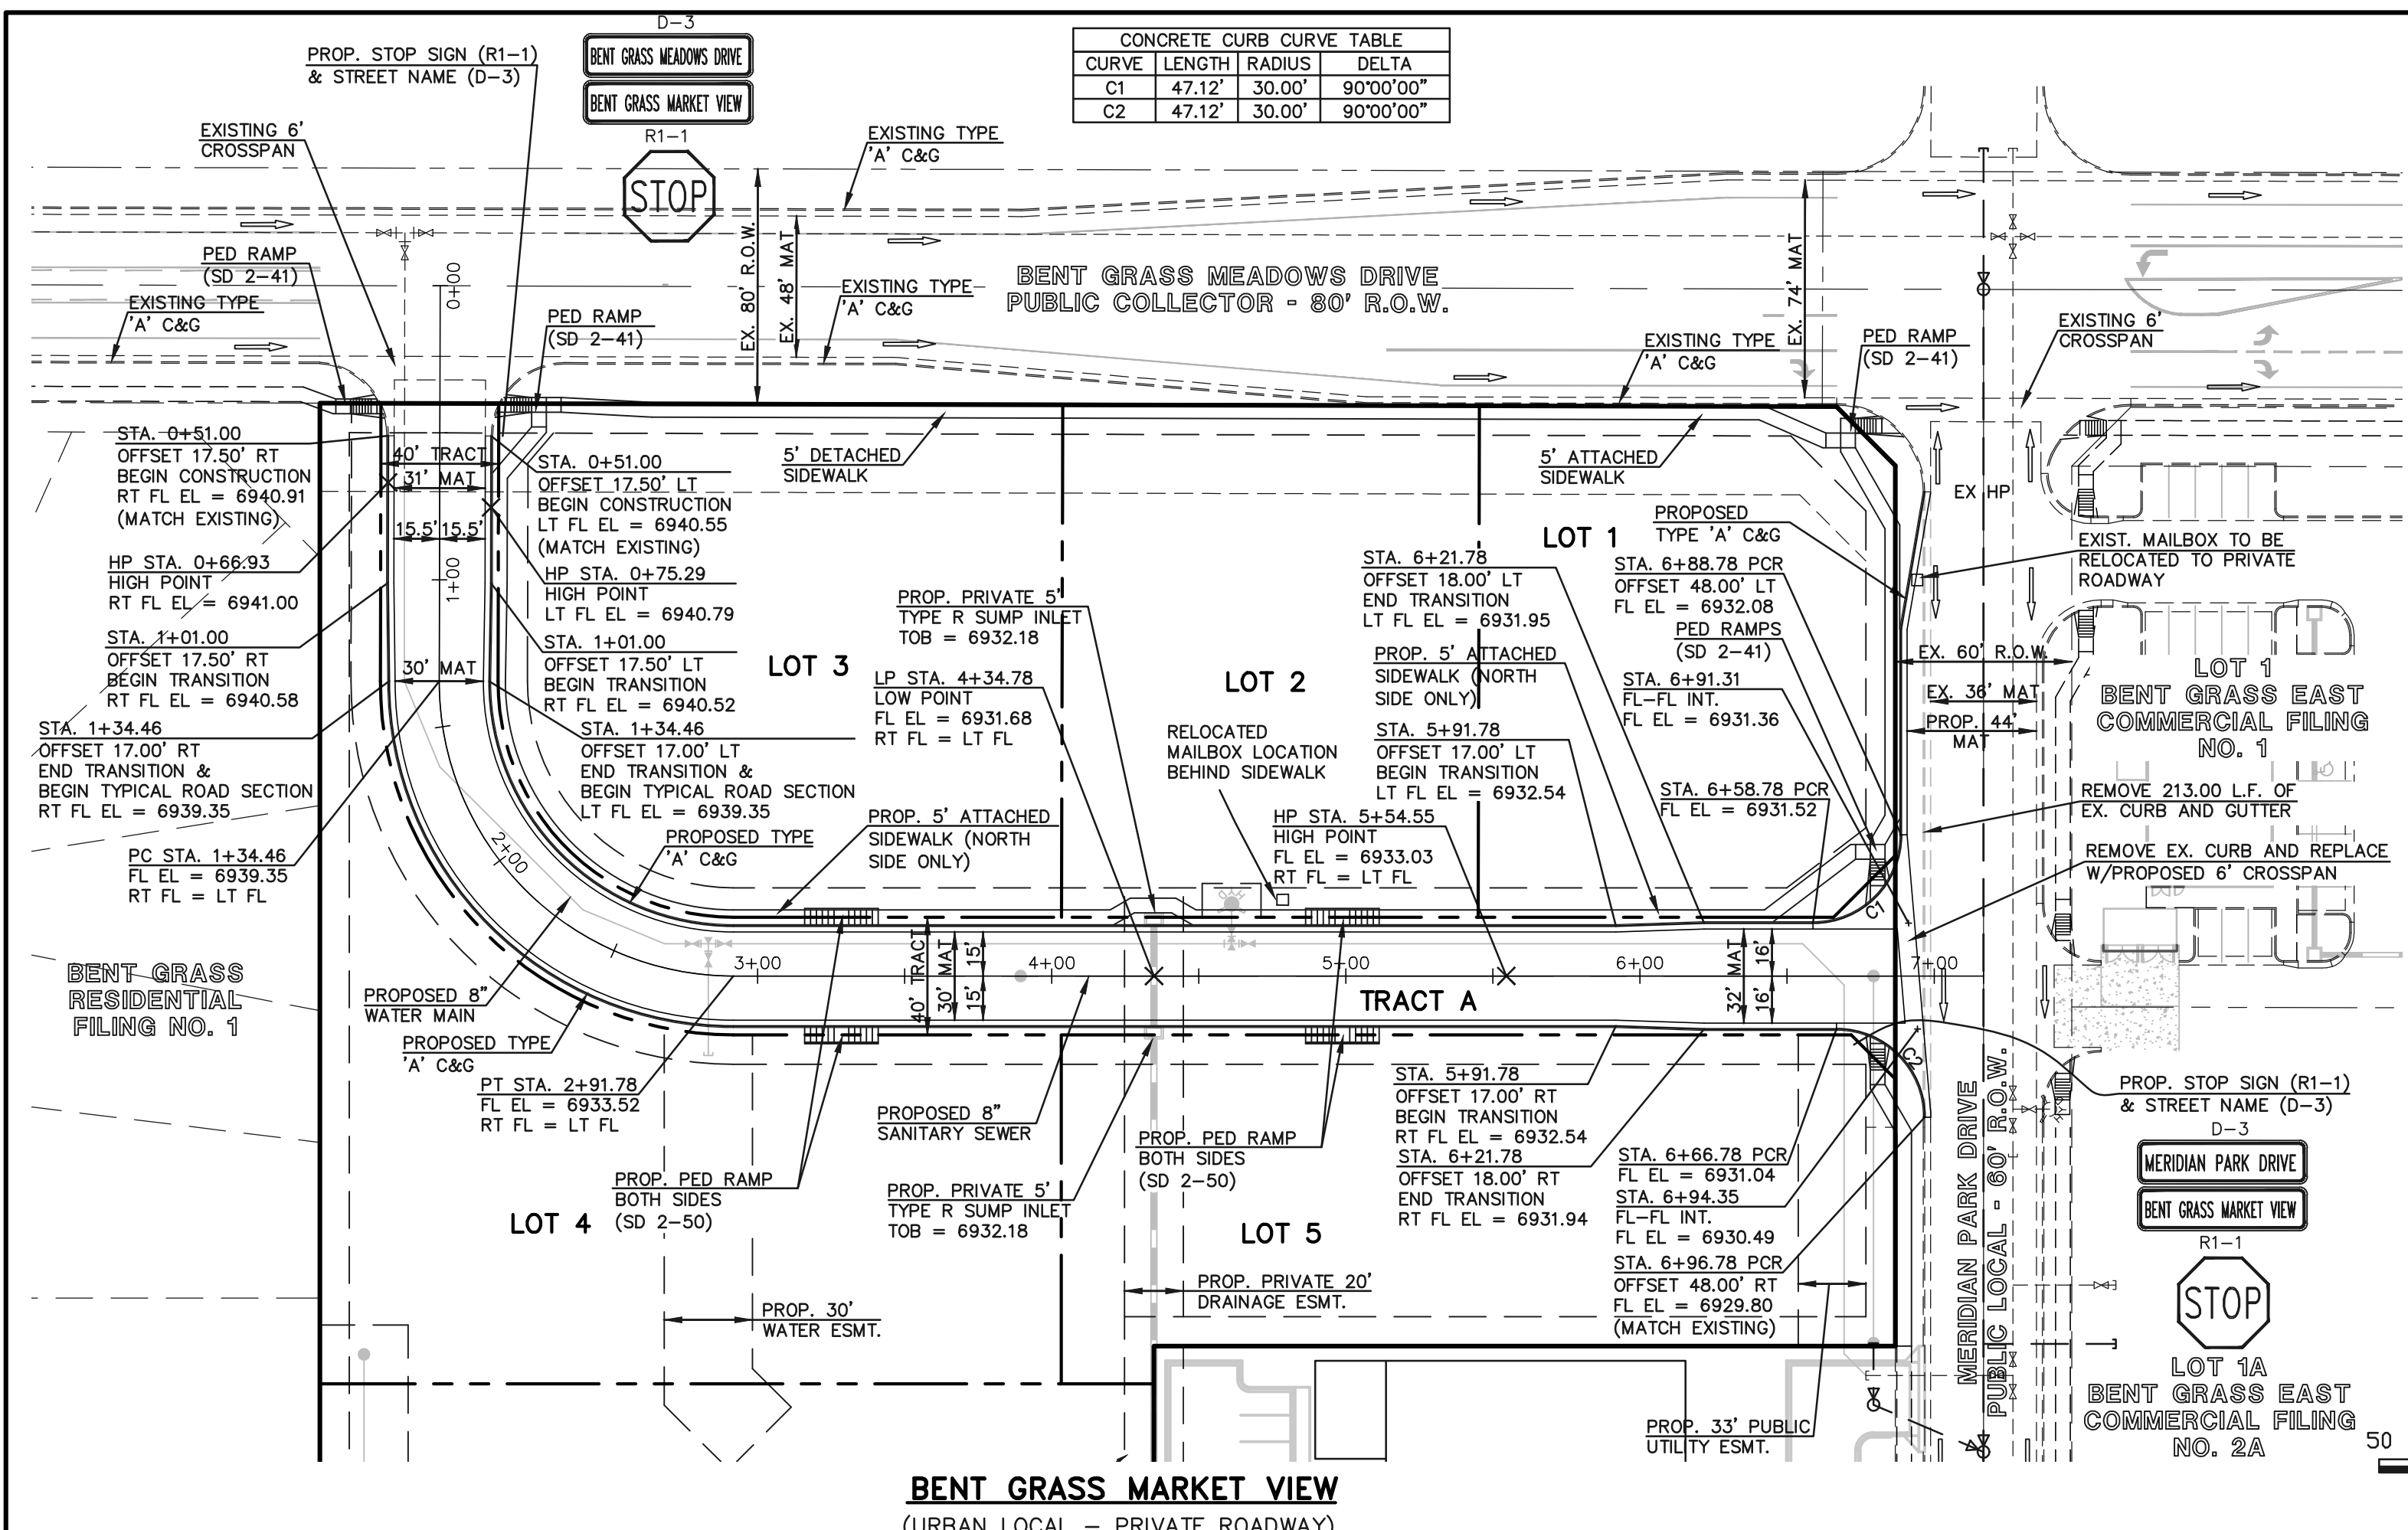 D-3
BENT GRASS MEADOWS DRIVE
BENT GRASS MARKET VIEW
R1-1
STOP
PROP. STOP SIGN (R1-1)
& STREET NAME (D-3)
CONCRETE CURB CURVE TABLE
CURVE LENGTH RADIUS DELTA
C1 47.12' 30.00' 90°00'00"
C2 47.12' 30.00' 90°00'00"
EXISTING 6'
CROSSPAN
EXISTING TYPE
'A' C&G
PED RAMP
(SD 2-41)
EXISTING TYPE
'A' C&G
0+00
PED RAMP
(SD 2-41)
EX. 80' R.O.W.
EX. 48' MAT
EXISTING TYPE
'A' C&G
BENT GRASS MEADOWS DRIVE
PUBLIC COLLECTOR - 80' R.O.W.
EXISTING TYPE
'A' C&G
EX. 74' MAT
PED RAMP
(SD 2-41)
EXISTING 6'
CROSSPAN
STA. 0+51.00
OFFSET 17.50' RT
BEGIN CONSTRUCTION
RT FL EL = 6940.91
(MATCH EXISTING)
40' TRACT
31' MAT
15.5' 15.5'
STA. 0+51.00
OFFSET 17.50' LT
BEGIN CONSTRUCTION
LT FL EL = 6940.55
(MATCH EXISTING)
5' DETACHED
SIDEWALK
5' ATTACHED
SIDEWALK
EX HP
HP STA. 0+66.93
HIGH POINT
RT FL EL = 6941.00
1+00
HP STA. 0+75.29
HIGH POINT
LT FL EL = 6940.79
STA. 1+01.00
OFFSET 17.50' RT
BEGIN TRANSITION
RT FL EL = 6940.58
30' MAT
STA. 1+01.00
OFFSET 17.50' LT
BEGIN TRANSITION
RT FL EL = 6940.52
STA. 1+34.46
OFFSET 17.00' RT
END TRANSITION &
BEGIN TYPICAL ROAD SECTION
RT FL EL = 6939.35
STA. 1+34.46
OFFSET 17.00' LT
END TRANSITION &
BEGIN TYPICAL ROAD SECTION
LT FL EL = 6939.35
PC STA. 1+34.46
FL EL = 6939.35
RT FL = LT FL
2+00
LOT 3
PROP. PRIVATE 5'
TYPE R SUMP INLET
TOB = 6932.18
LP STA. 4+34.78
LOW POINT
FL EL = 6931.68
RT FL = LT FL
PROPOSED TYPE
'A' C&G
PROP. 5' ATTACHED
SIDEWALK (NORTH
SIDE ONLY)
LOT 2
RELOCATED
MAILBOX LOCATION
BEHIND SIDEWALK
HP STA. 5+54.55
HIGH POINT
FL EL = 6933.03
RT FL = LT FL
LOT 1
STA. 6+21.78
OFFSET 18.00' LT
END TRANSITION
LT FL EL = 6931.95
PROP. 5' ATTACHED
SIDEWALK (NORTH
SIDE ONLY)
STA. 5+91.78
OFFSET 17.00' LT
BEGIN TRANSITION
LT FL EL = 6932.54
PROPOSED
TYPE 'A' C&G
STA. 6+88.78 PCR
OFFSET 48.00' LT
FL EL = 6932.08
PED RAMPS
(SD 2-41)
STA. 6+91.31
FL-FL INT.
FL EL = 6931.36
STA. 6+58.78 PCR
FL EL = 6931.52
EXIST. MAILBOX TO BE
RELOCATED TO PRIVATE
ROADWAY
EX. 60' R.O.W.
EX. 36' MAT
PROP. 44'
MAT
LOT 1
BENT GRASS EAST
COMMERCIAL FILING
NO. 1
REMOVE 213.00 L.F. OF
EX. CURB AND GUTTER
REMOVE EX. CURB AND REPLACE
W/PROPOSED 6' CROSSPAN
C1
BENT GRASS
RESIDENTIAL
FILING NO. 1
3+00
40' TRACT
30' MAT
15'
15'
4+00
5+00
6+00
7+00
TRACT A
32' MAT
16'
16'
C2
PROPOSED 8"
WATER MAIN
PROPOSED TYPE
'A' C&G
PT STA. 2+91.78
FL EL = 6933.52
RT FL = LT FL
PROP. PED RAMP
BOTH SIDES
(SD 2-50)
PROPOSED 8"
SANITARY SEWER
PROP. PRIVATE 5'
TYPE R SUMP INLET
TOB = 6932.18
PROP. PED RAMP
BOTH SIDES
(SD 2-50)
STA. 5+91.78
OFFSET 17.00' RT
BEGIN TRANSITION
RT FL EL = 6932.54
STA. 6+21.78
OFFSET 18.00' RT
END TRANSITION
RT FL EL = 6931.94
STA. 6+66.78 PCR
FL EL = 6931.04
STA. 6+94.35
FL-FL INT.
FL EL = 6930.49
STA. 6+96.78 PCR
OFFSET 48.00' RT
FL EL = 6929.80
(MATCH EXISTING)
LOT 4
LOT 5
PROP. 30'
WATER ESMT.
PROP. PRIVATE 20'
DRAINAGE ESMT.
PROP. 33' PUBLIC
UTILITY ESMT.
MERIDIAN PARK DRIVE
PUBLIC LOCAL - 60' R.O.W.
PROP. STOP SIGN (R1-1)
& STREET NAME (D-3)
D-3
MERIDIAN PARK DRIVE
BENT GRASS MARKET VIEW
R1-1
STOP
LOT 1A
BENT GRASS EAST
COMMERCIAL FILING
NO. 2A
50
BENT GRASS MARKET VIEW
(URBAN LOCAL - PRIVATE ROADWAY)